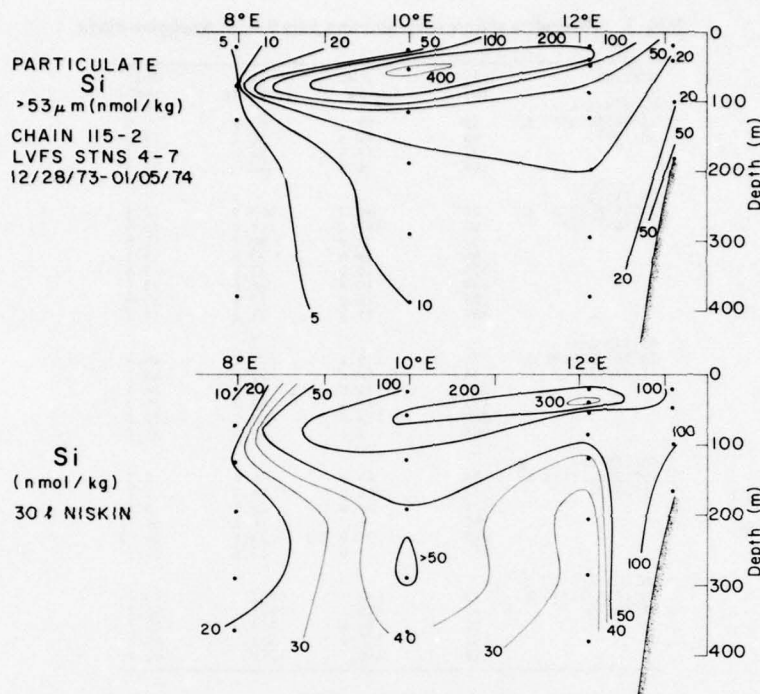 8°E 10°E 12°E
5 10 20 50 100 200 100 50 20 0
PARTICULATE
Si
>53μm(nmol/kg)
CHAIN 115-2
LVFS STNS 4-7
12/28/73-01/05/74
400
20
100
50
200
50
300
20
5 10 400
Depth (m)
8°E 10°E 12°E
10 20 50 100 200 300 100 0
100
100
Si
(nmol/kg)
30 ℓ NISKIN
200
>50
100
300
20 30 40 30 50 40
400
Depth (m)